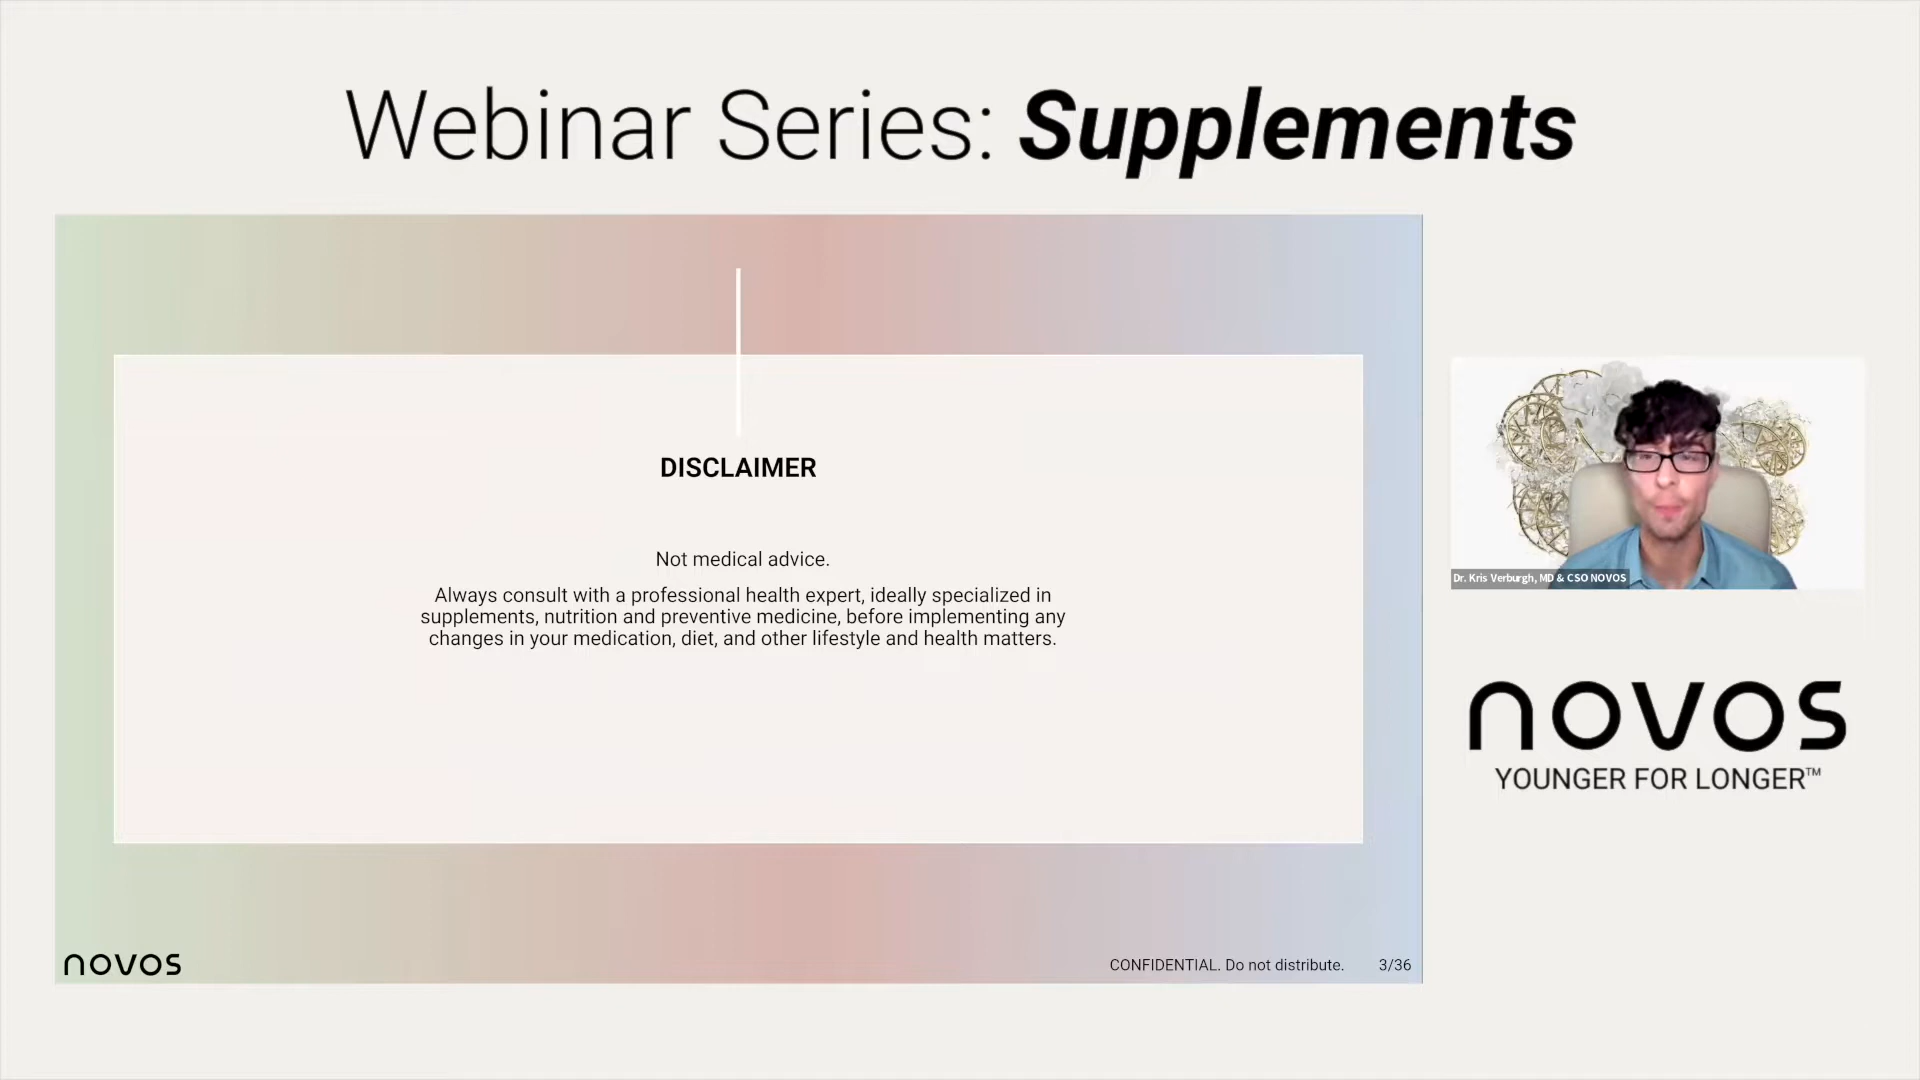 Webinar Series: Supplements
DISCLAIMER
Not medical advice.
Always consult with a professional health expert, ideally specialized in
supplements, nutrition and preventive medicine, before implementing any
changes in your medication, diet, and other lifestyle and health matters.
novos
CONFIDENTIAL. Do not distribute. 3/36
Dr. Kris Verburgh, MD & CSO NOVOS
novos
YOUNGER FOR LONGER™